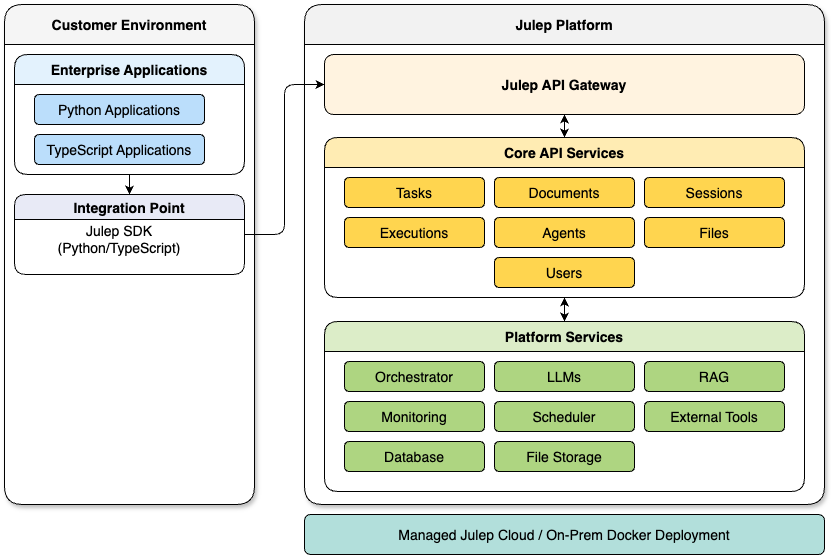 Customer Environment
Enterprise Applications
Python Applications
TypeScript Applications
Integration Point
Julep SDK
(Python/TypeScript)
Julep Platform
Julep API Gateway
Core API Services
Tasks
Documents
Sessions
Executions
Agents
Files
Users
Platform Services
Orchestrator
LLMs
RAG
Monitoring
Scheduler
External Tools
Database
File Storage
Managed Julep Cloud / On-Prem Docker Deployment